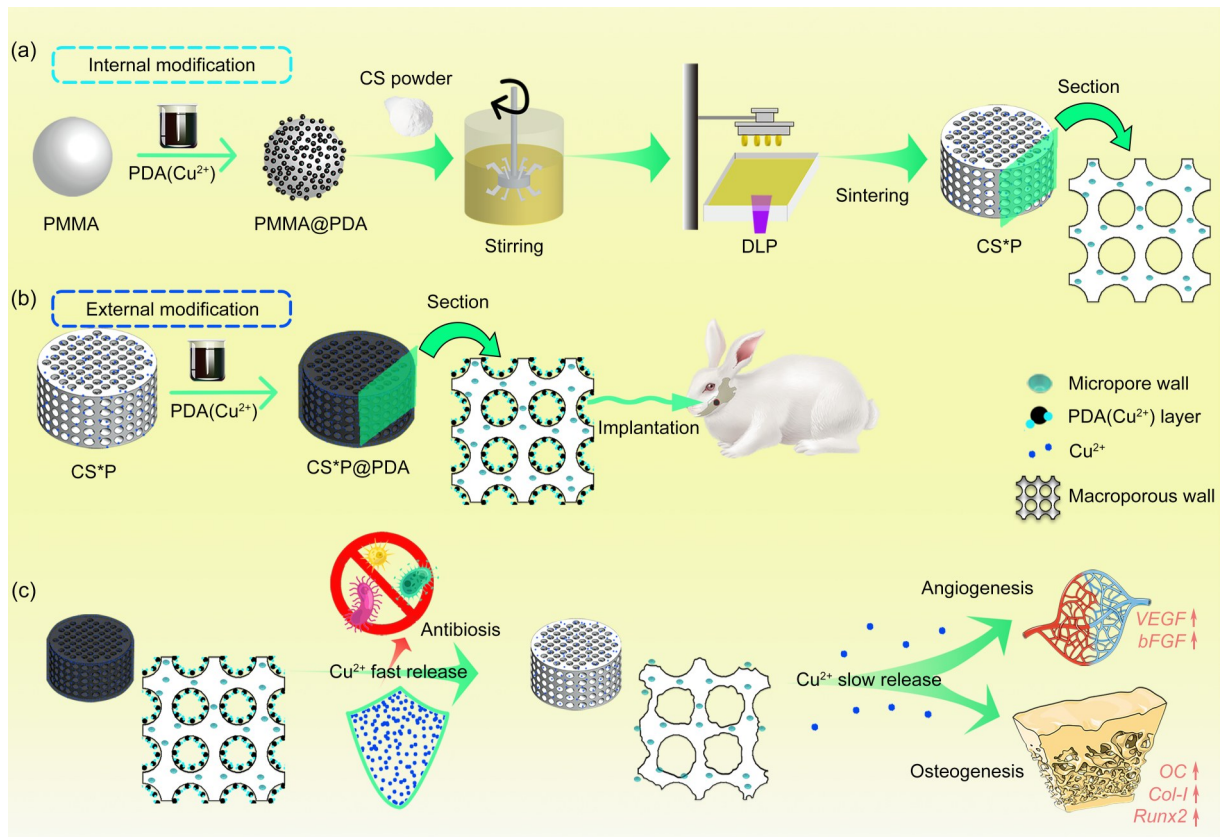 (a)
Internal modification
CS powder
Section
PDA(Cu²⁺)
Sintering
PMMA
PMMA@PDA
Stirring
DLP
CS*P
(b)
External modification
Section
PDA(Cu²⁺)
Implantation
CS*P
CS*P@PDA
Micropore wall
PDA(Cu²⁺) layer
Cu²⁺
Macroporous wall
(c)
Antibiosis
Cu²⁺ fast release
Cu²⁺ slow release
Angiogenesis
VEGF ↑
bFGF ↑
Osteogenesis
OC ↑
Col-I ↑
Runx2 ↑